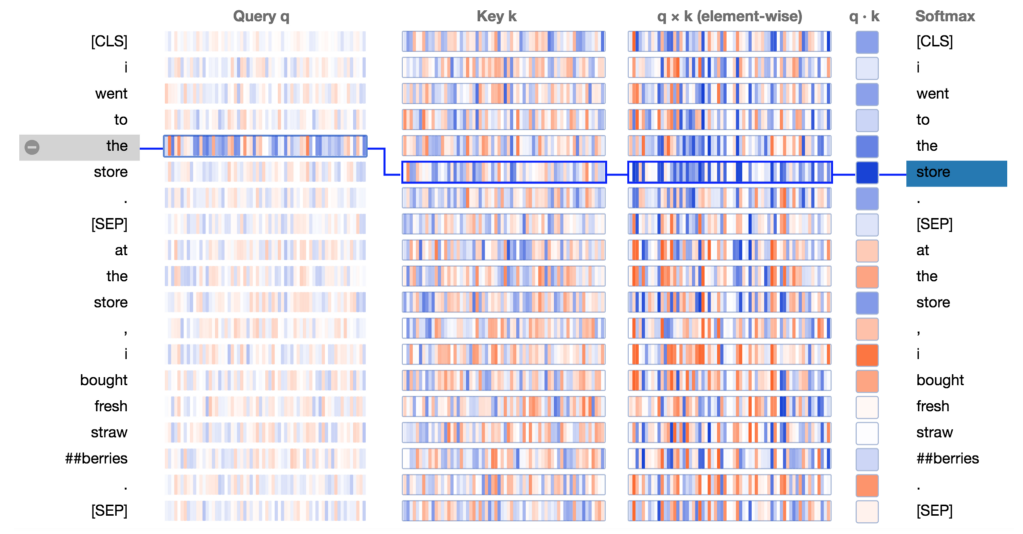 Query q Key k q × k (element-wise) q · k Softmax
[CLS] [CLS]
i i
went went
to to
the the
store store
. .
[SEP] [SEP]
at at
the the
store store
, ,
i i
bought bought
fresh fresh
straw straw
##berries ##berries
. .
[SEP] [SEP]